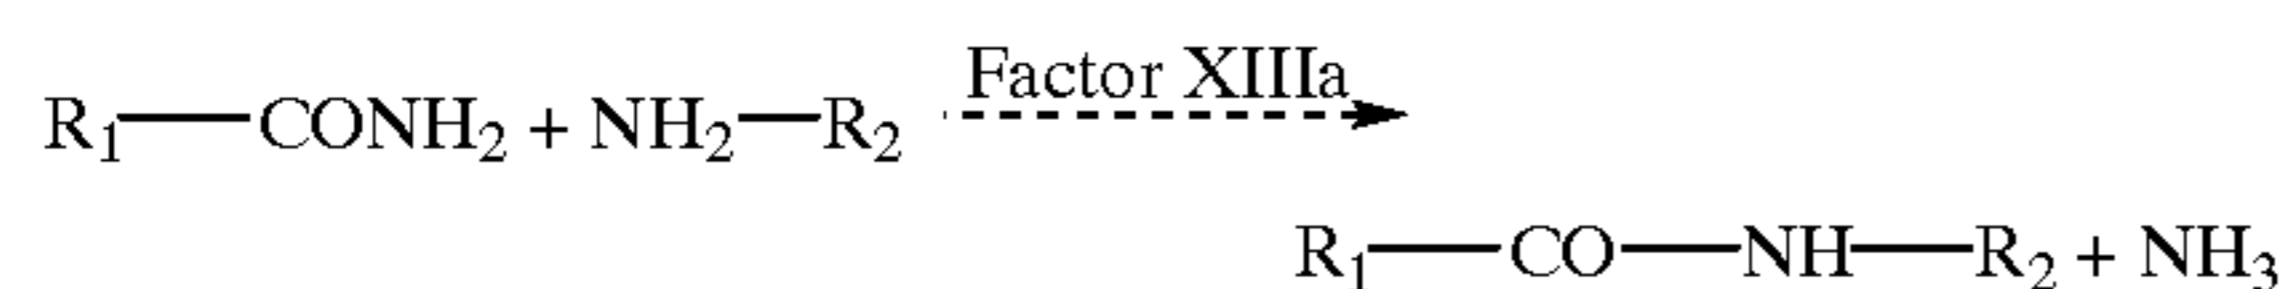 Factor XIIIa
R₁—CONH₂ + NH₂—R₂
R₁—CO—NH—R₂ + NH₃